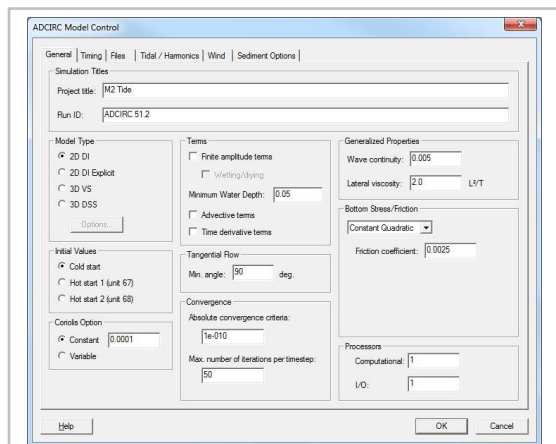 ADCIRC Model Control
General Timing Files Tidal / Harmonics Wind Sediment Options
Simulation Titles
Project title: M2 Tide
Run ID: ADCIRC 51.2
Model Type
2D DI
2D DI Explicit
3D VS
3D DSS
Options...
Initial Values
Cold start
Hot start 1 (unit 67)
Hot start 2 (unit 68)
Coriolis Option
Constant 0.0001
Variable
Terms
Finite amplitude terms
Wetting/drying
Minimum Water Depth: 0.05
Advective terms
Time derivative terms
Tangential Flow
Min. angle: 90 deg.
Convergence
Absolute convergence criteria:
1e-010
Max. number of iterations per timestep:
50
Generalized Properties
Wave continuity: 0.005
Lateral viscosity: 2.0 L²/T
Bottom Stress/Friction
Constant Quadratic
Friction coefficient: 0.0025
Processors
Computational: 1
I/O: 1
Help OK Cancel